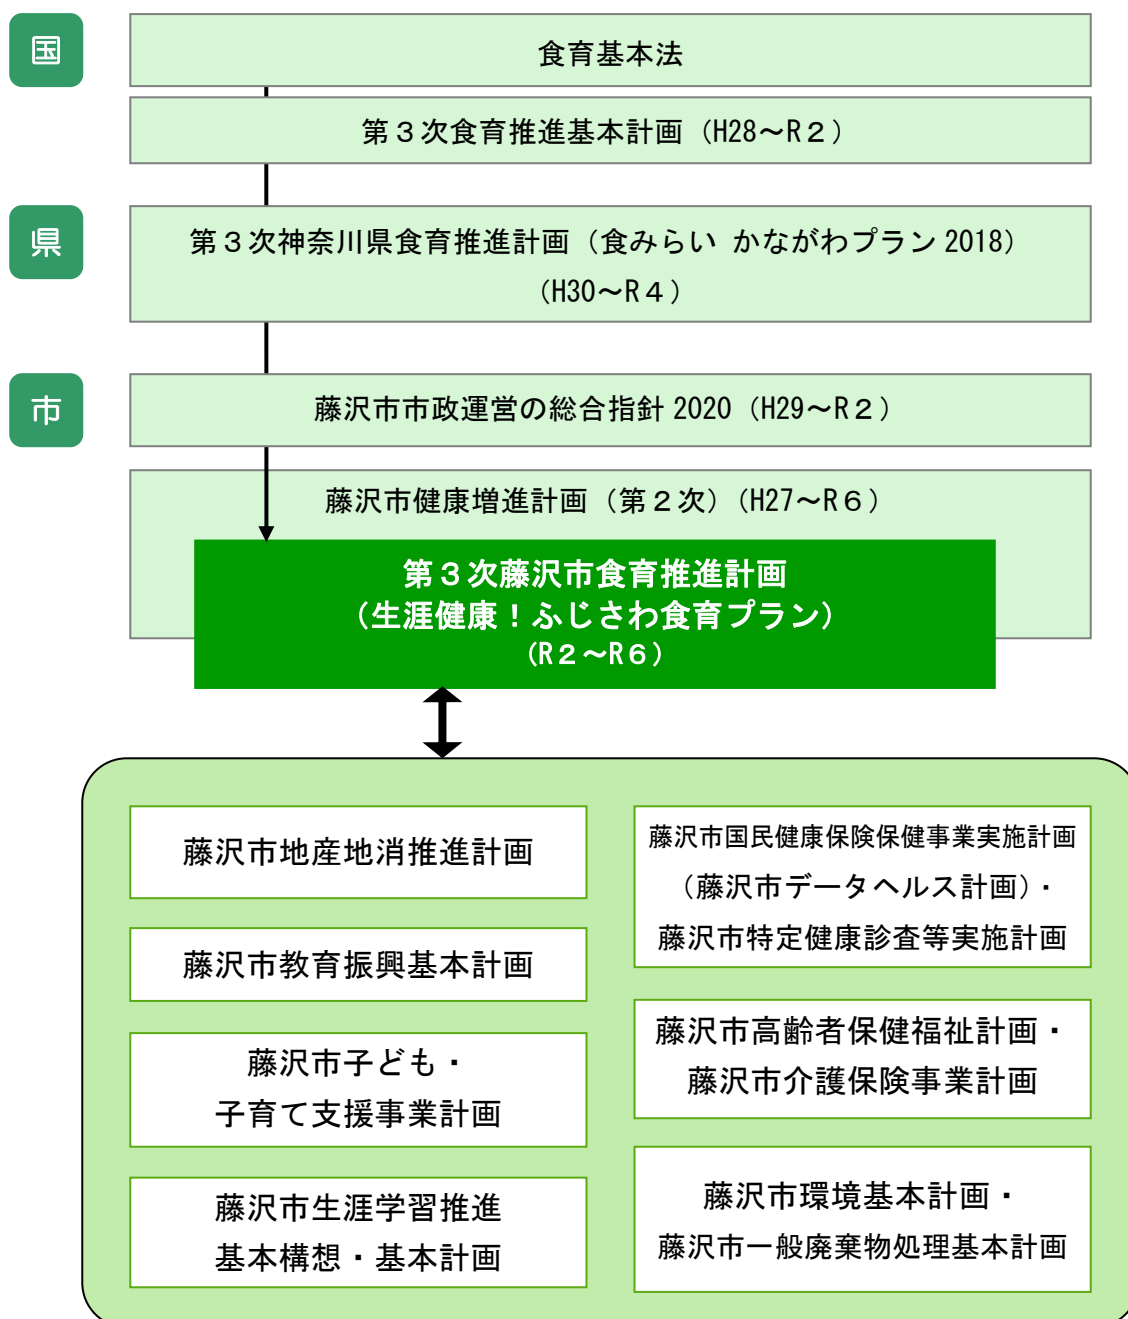 国
食育基本法
第３次食育推進基本計画（H28～R２）
県
第３次神奈川県食育推進計画（食みらい かながわプラン 2018）
（H30～R４）
市
藤沢市市政運営の総合指針 2020（H29～R２）
藤沢市健康増進計画（第２次）（H27～R６）
第３次藤沢市食育推進計画
（生涯健康！ふじさわ食育プラン）
（R２～R６）
藤沢市地産地消推進計画
藤沢市教育振興基本計画
藤沢市子ども・
子育て支援事業計画
藤沢市生涯学習推進
基本構想・基本計画
藤沢市国民健康保険保健事業実施計画
（藤沢市データヘルス計画）・
藤沢市特定健康診査等実施計画
藤沢市高齢者保健福祉計画・
藤沢市介護保険事業計画
藤沢市環境基本計画・
藤沢市一般廃棄物処理基本計画